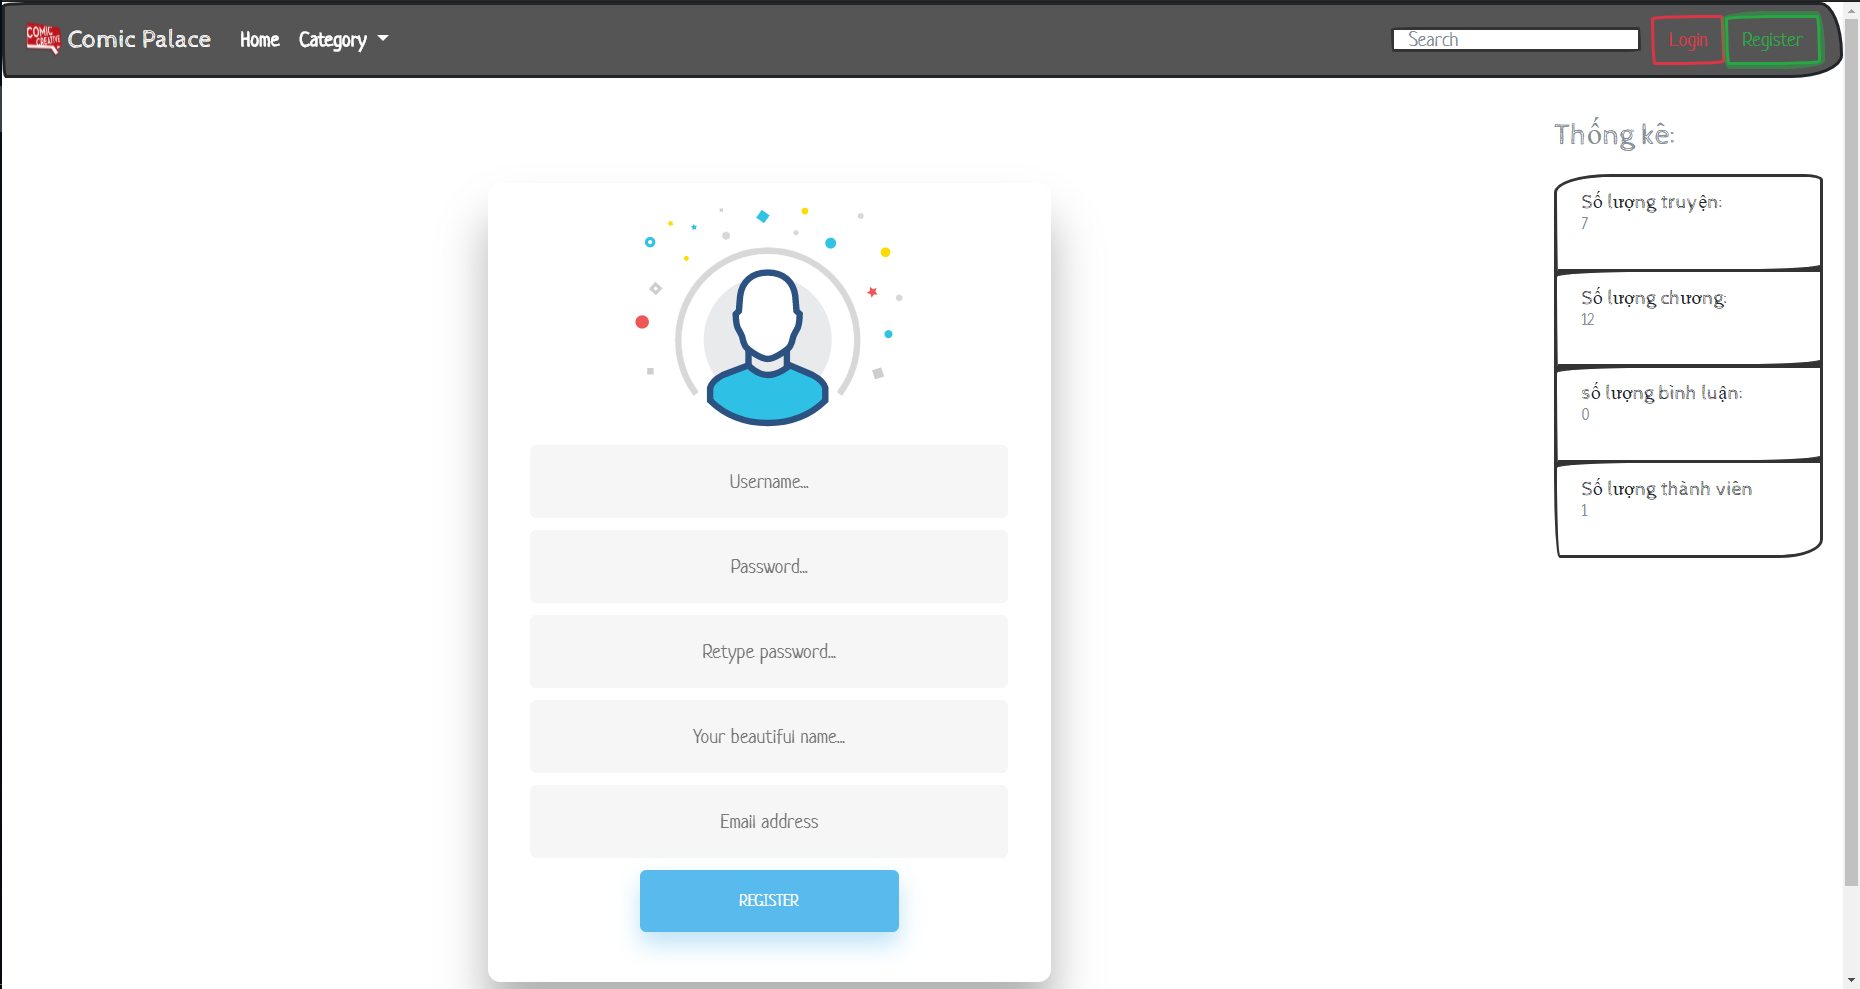 COMIC
CREATIVE
Comic Palace
Home
Category
Search
Login
Register
Thống kê:
Số lượng truyện:
7
Số lượng chương:
12
số lượng bình luận:
0
Số lượng thành viên
1
Username...
Password...
Retype password...
Your beautiful name...
Email address
REGISTER